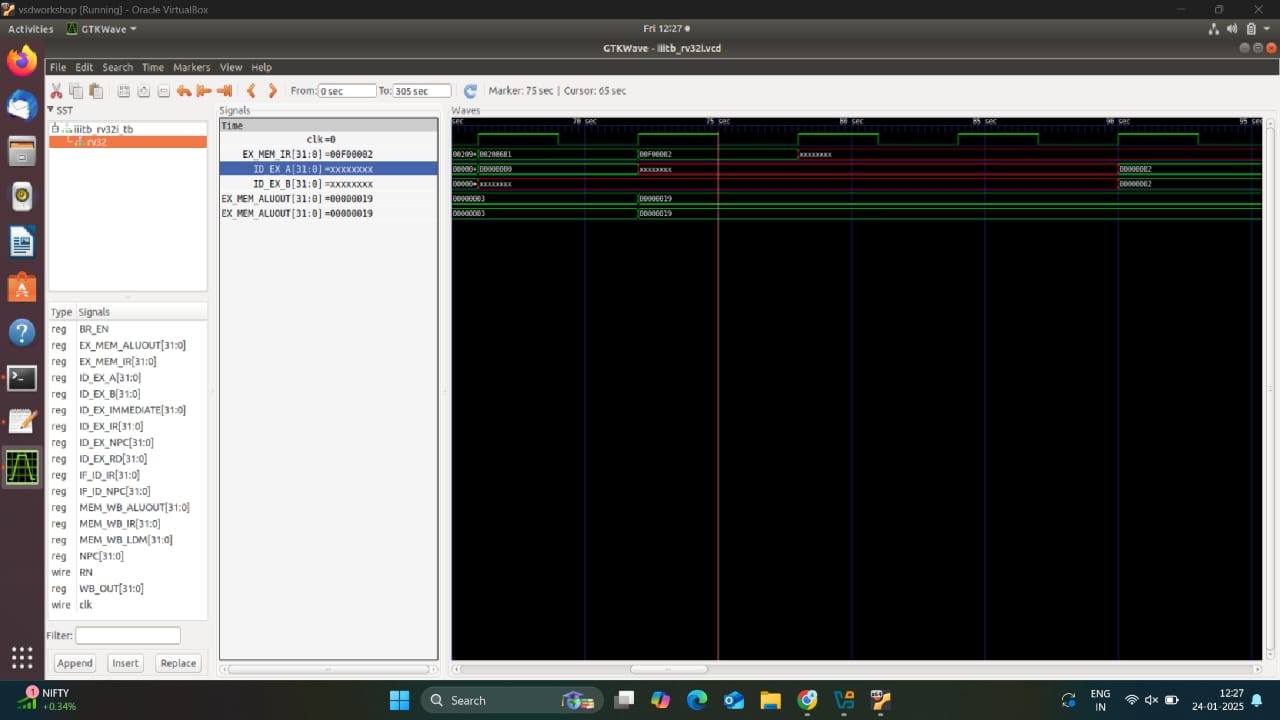 vsdworkshop [Running] - Oracle VirtualBox
Activities GTKWave Fri 12:27
GTKWave - iiitb_rv32i.vcd
File Edit Search Time Markers View Help
From: 0 sec To: 305 sec Marker: 75 sec | Cursor: 65 sec
SST
iiitb_rv32i_tb
rv32
Type Signals
reg BR_EN
reg EX_MEM_ALUOUT[31:0]
reg EX_MEM_IR[31:0]
reg ID_EX_A[31:0]
reg ID_EX_B[31:0]
reg ID_EX_IMMEDIATE[31:0]
reg ID_EX_IR[31:0]
reg ID_EX_NPC[31:0]
reg ID_EX_RD[31:0]
reg IF_ID_IR[31:0]
reg IF_ID_NPC[31:0]
reg MEM_WB_ALUOUT[31:0]
reg MEM_WB_IR[31:0]
reg MEM_WB_LDM[31:0]
reg NPC[31:0]
wire RN
reg WB_OUT[31:0]
wire clk
Filter:
Append Insert Replace
Signals
Time
clk=0
EX_MEM_IR[31:0] =00F00002
ID_EX_A[31:0] =xxxxxxxx
ID_EX_B[31:0] =xxxxxxxx
EX_MEM_ALUOUT[31:0] =00000019
EX_MEM_ALUOUT[31:0] =00000019
Waves
sec 70 sec 75 sec 80 sec 85 sec 90 sec 95 sec
00209+ 00208681 00F00002 xxxxxxxx
00000+ 00000000 xxxxxxxx 00000002
00000+ xxxxxxxx 00000002
00000003 00000019
00000003 00000019
1
NIFTY
+0.34%
Search
ENG
IN
12:27
24-01-2025